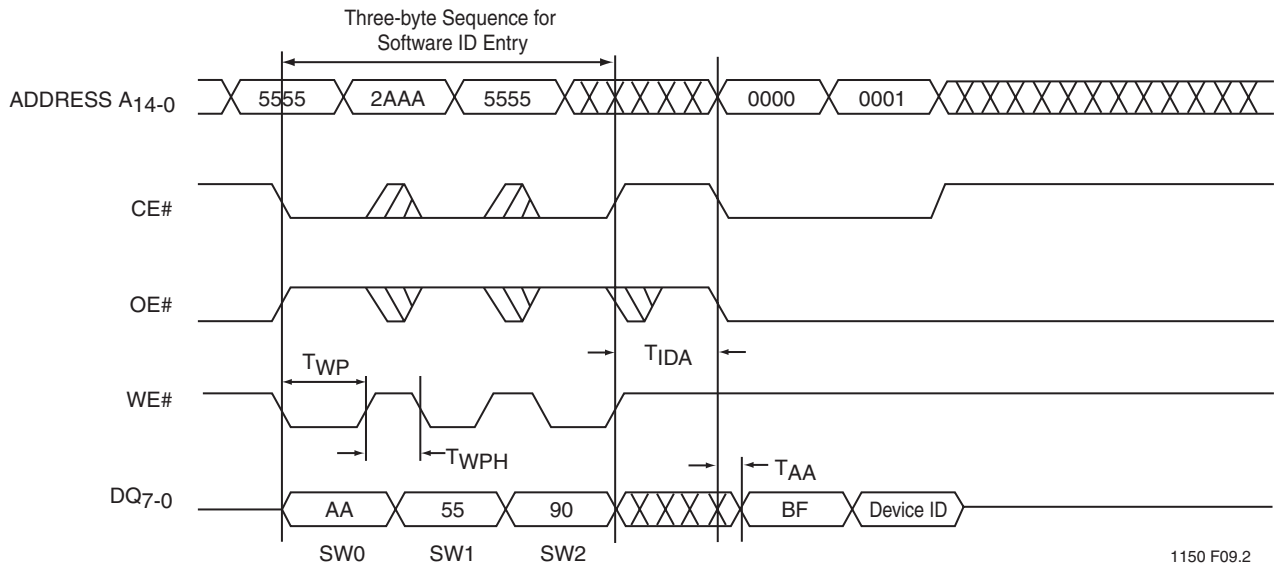 Three-byte Sequence for
Software ID Entry
ADDRESS A14-0
5555 2AAA 5555 0000 0001
CE#
OE#
TIDA
TWP
WE#
TWPH
TAA
DQ7-0
AA 55 90 BF Device ID
SW0 SW1 SW2
1150 F09.2